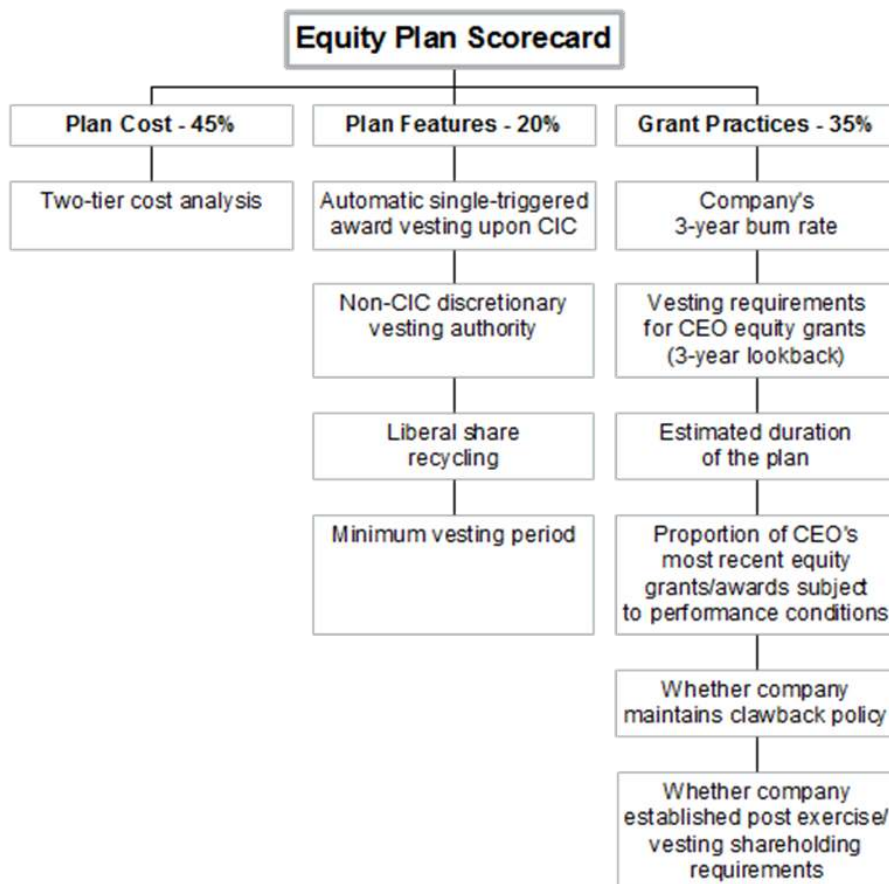 Equity Plan Scorecard
Plan Cost - 45%
Two-tier cost analysis
Plan Features - 20%
Automatic single-triggered
award vesting upon CIC
Non-CIC discretionary
vesting authority
Liberal share
recycling
Minimum vesting period
Grant Practices - 35%
Company's
3-year burn rate
Vesting requirements
for CEO equity grants
(3-year lookback)
Estimated duration
of the plan
Proportion of CEO's
most recent equity
grants/awards subject
to performance conditions
Whether company
maintains clawback policy
Whether company
established post exercise/
vesting shareholding
requirements